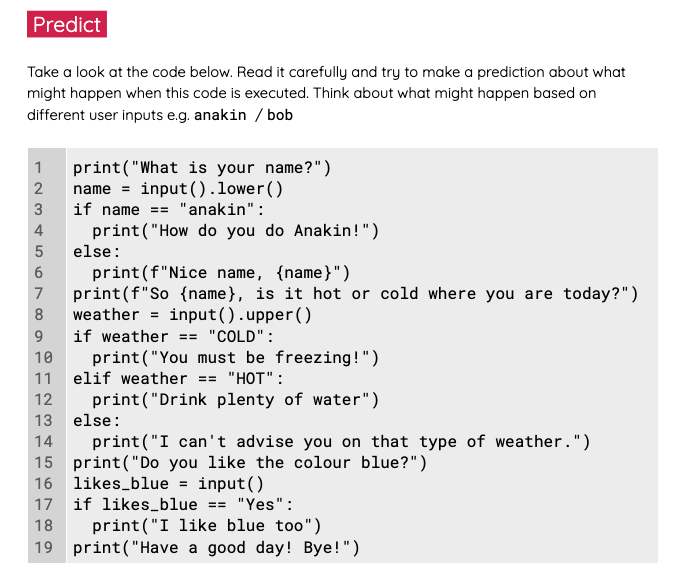 Predict
Take a look at the code below. Read it carefully and try to make a prediction about what
might happen when this code is executed. Think about what might happen based on
different user inputs e.g. anakin / bob
1 print("What is your name?")
2 name = input().lower()
3 if name == "anakin":
4   print("How do you do Anakin!")
5 else:
6   print(f"Nice name, {name}")
7 print(f"So {name}, is it hot or cold where you are today?")
8 weather = input().upper()
9 if weather == "COLD":
10   print("You must be freezing!")
11 elif weather == "HOT":
12   print("Drink plenty of water")
13 else:
14   print("I can't advise you on that type of weather.")
15 print("Do you like the colour blue?")
16 likes_blue = input()
17 if likes_blue == "Yes":
18   print("I like blue too")
19 print("Have a good day! Bye!")